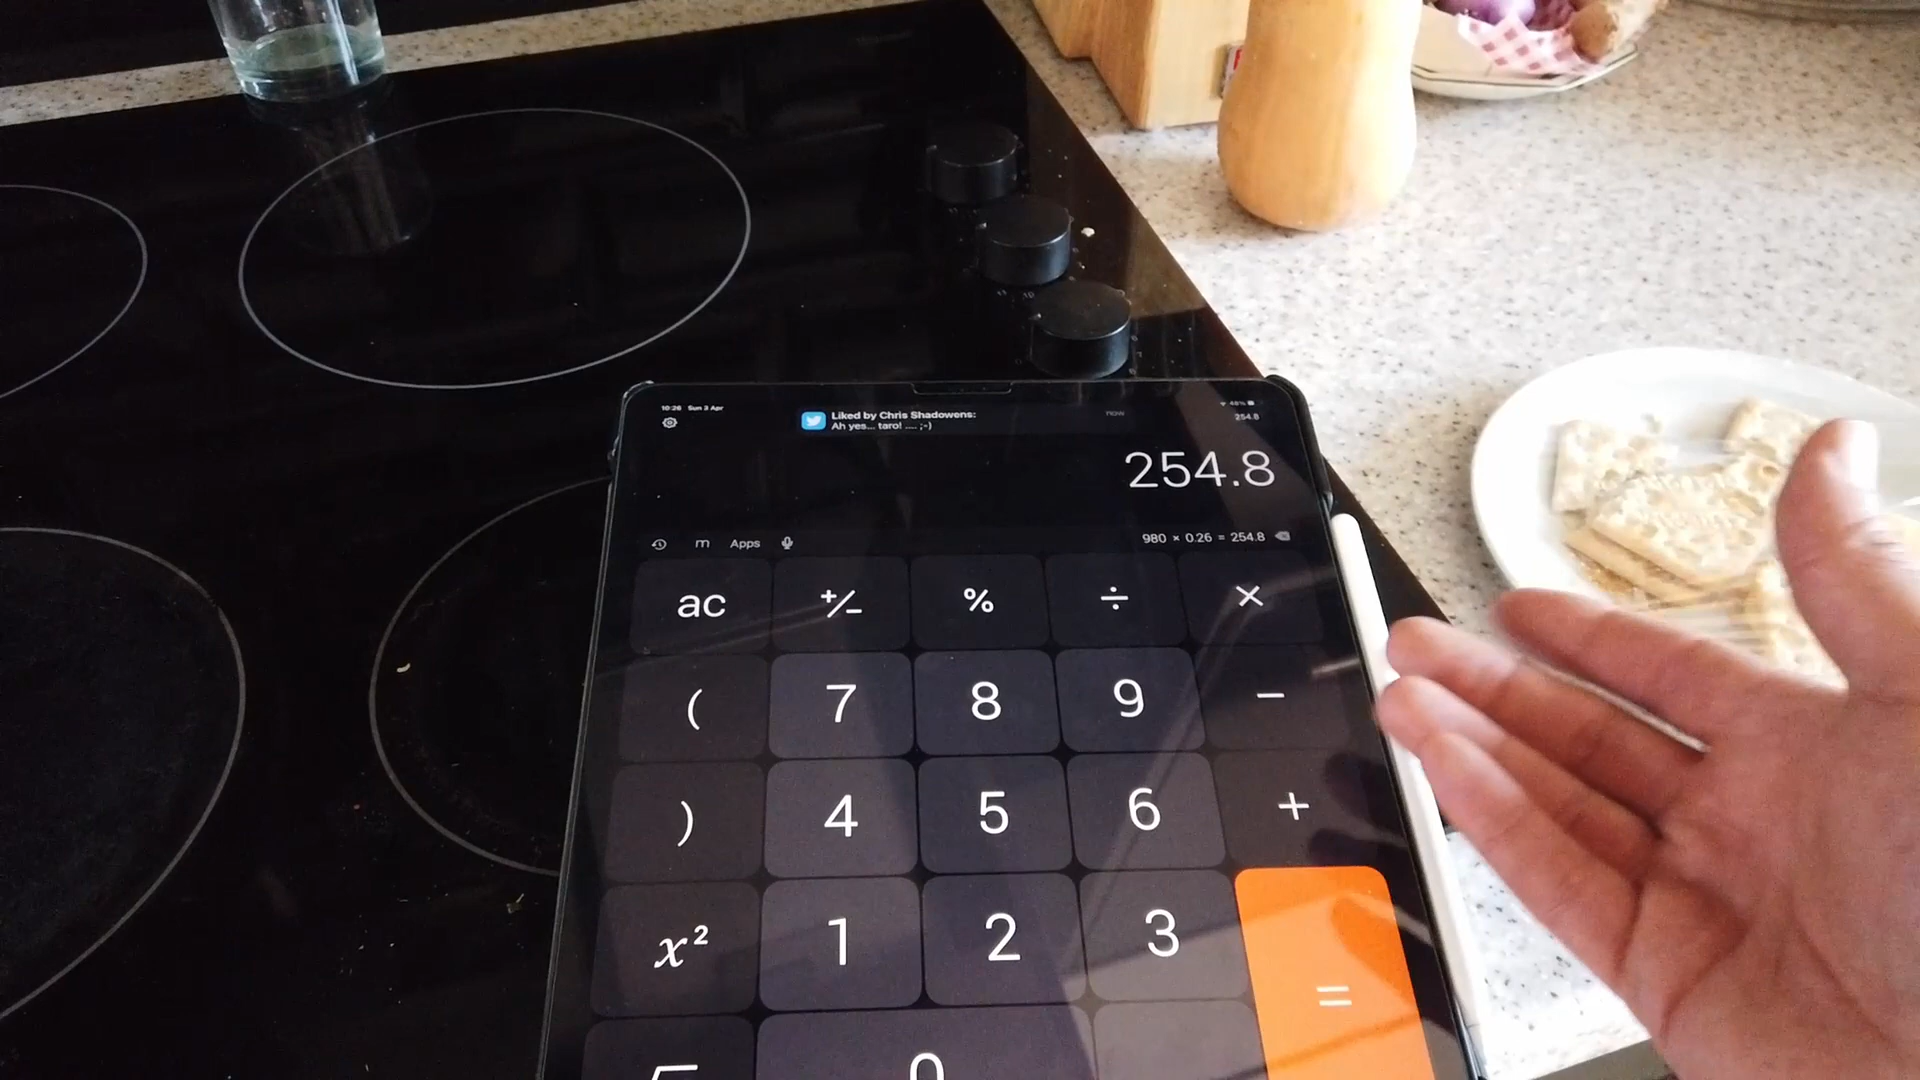 10:26 Sun 3 Apr
Liked by Chris Shadowens:
now
48%
Ah yes... taro! .... ;-)
254.8
254.8
m Apps
980 × 0.26 = 254.8
ac +/− % ÷ ×
( 7 8 9 −
) 4 5 6 +
x² 1 2 3 =
0